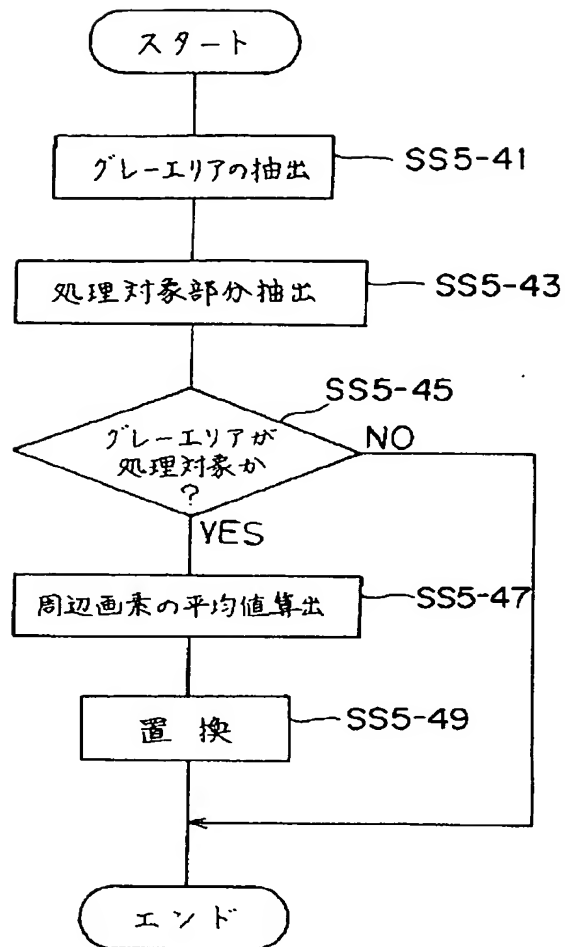 スタート
グレーエリアの抽出
SS5-41
処理対象部分抽出
SS5-43
SS5-45
グレーエリアが
処理対象か
?
NO
YES
周辺画素の平均値算出
SS5-47
置換
SS5-49
エンド